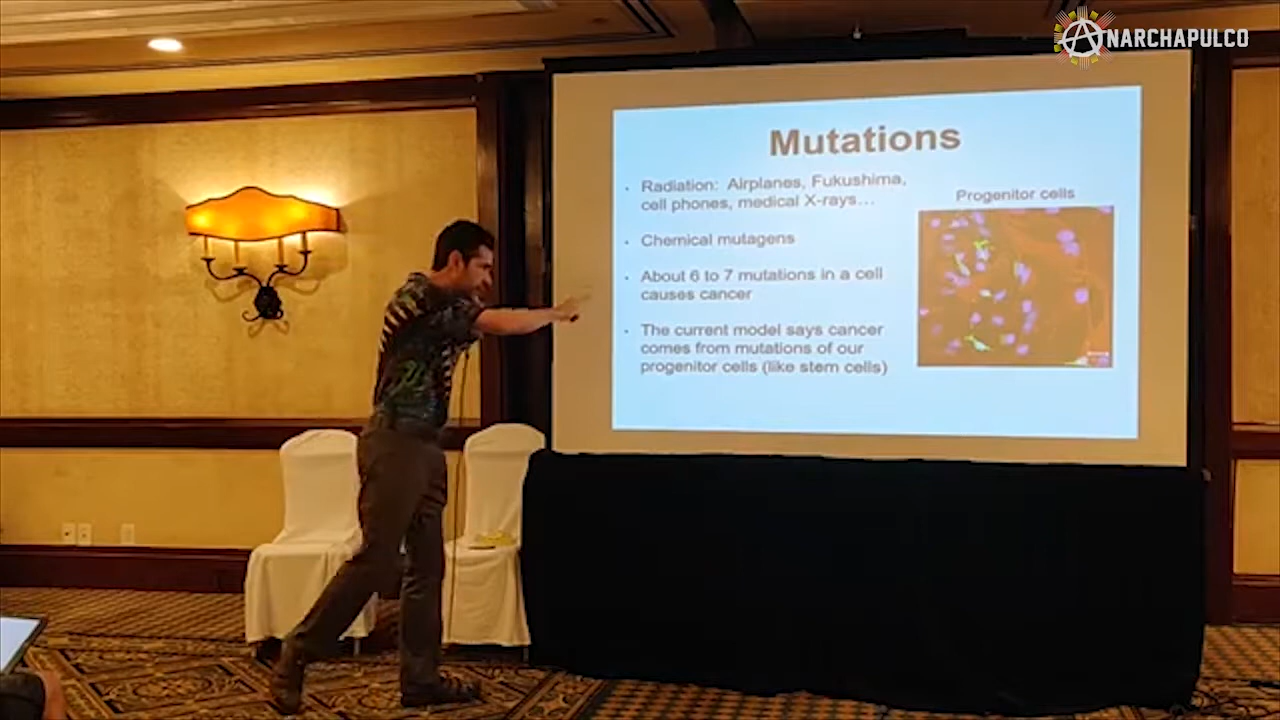 ANARCHAPULCO
Mutations
Radiation: Airplanes, Fukushima,
cell phones, medical X-rays...
Chemical mutagens
About 6 to 7 mutations in a cell
causes cancer
The current model says cancer
comes from mutations of our
progenitor cells (like stem cells)
Progenitor cells